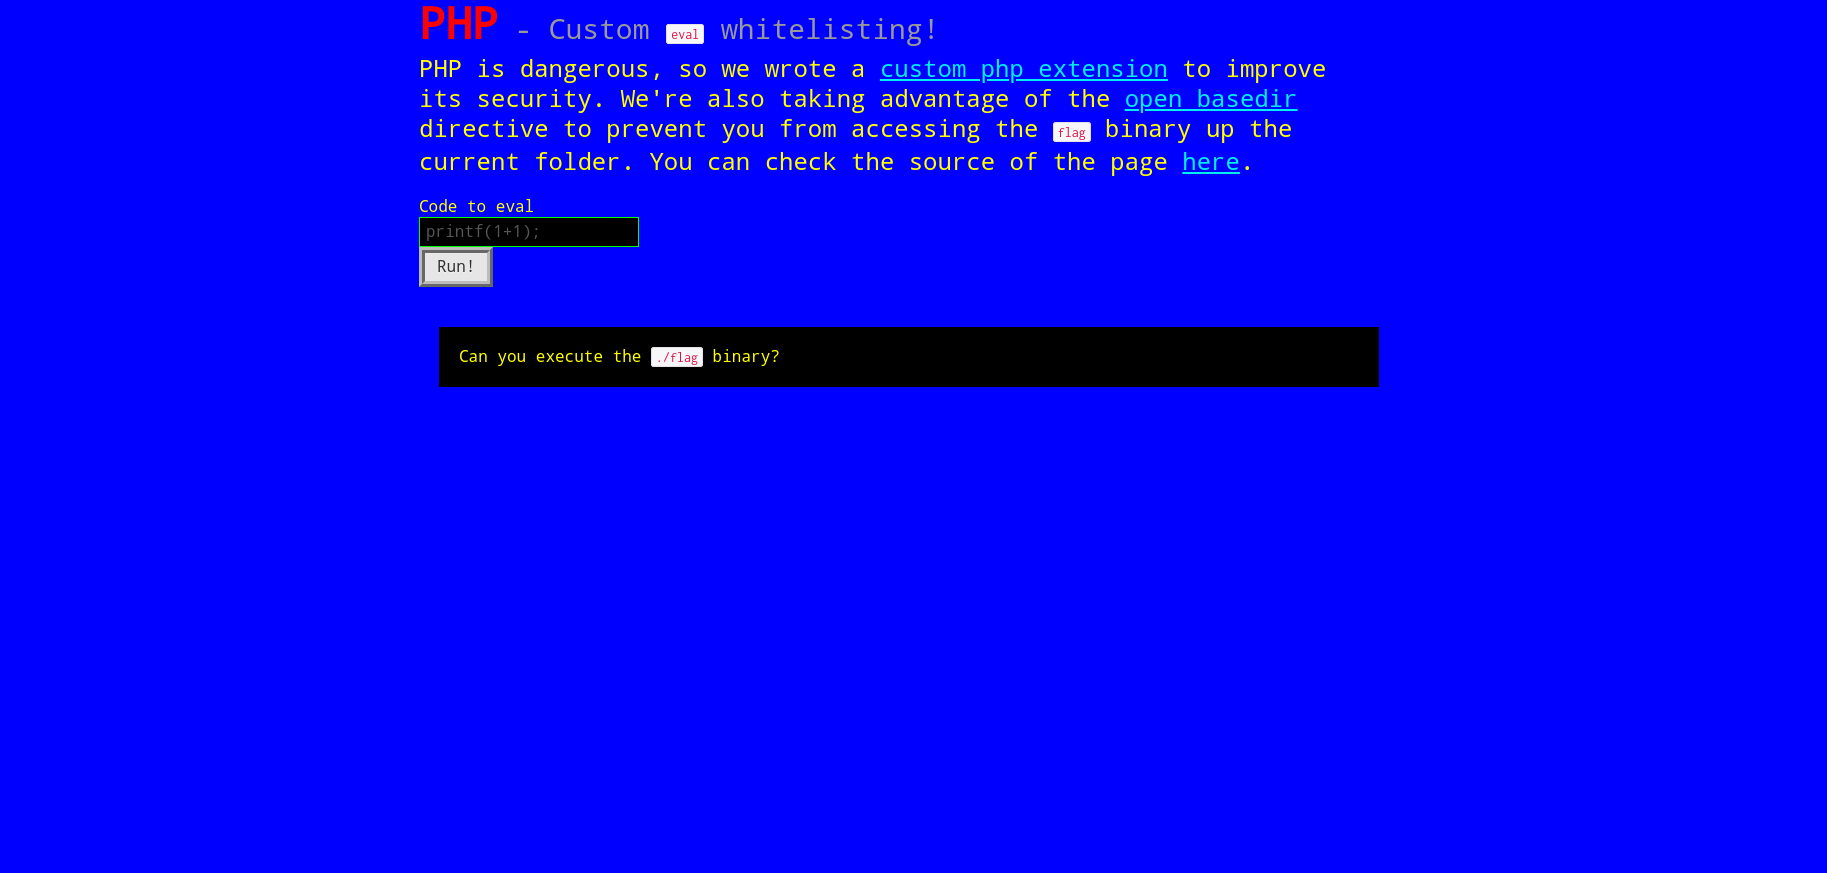 PHP - Custom eval whitelisting!
PHP is dangerous, so we wrote a custom php extension to improve
its security. We're also taking advantage of the open_basedir
directive to prevent you from accessing the flag binary up the
current folder. You can check the source of the page here.
Code to eval
printf(1+1);
Run!
Can you execute the ./flag binary?